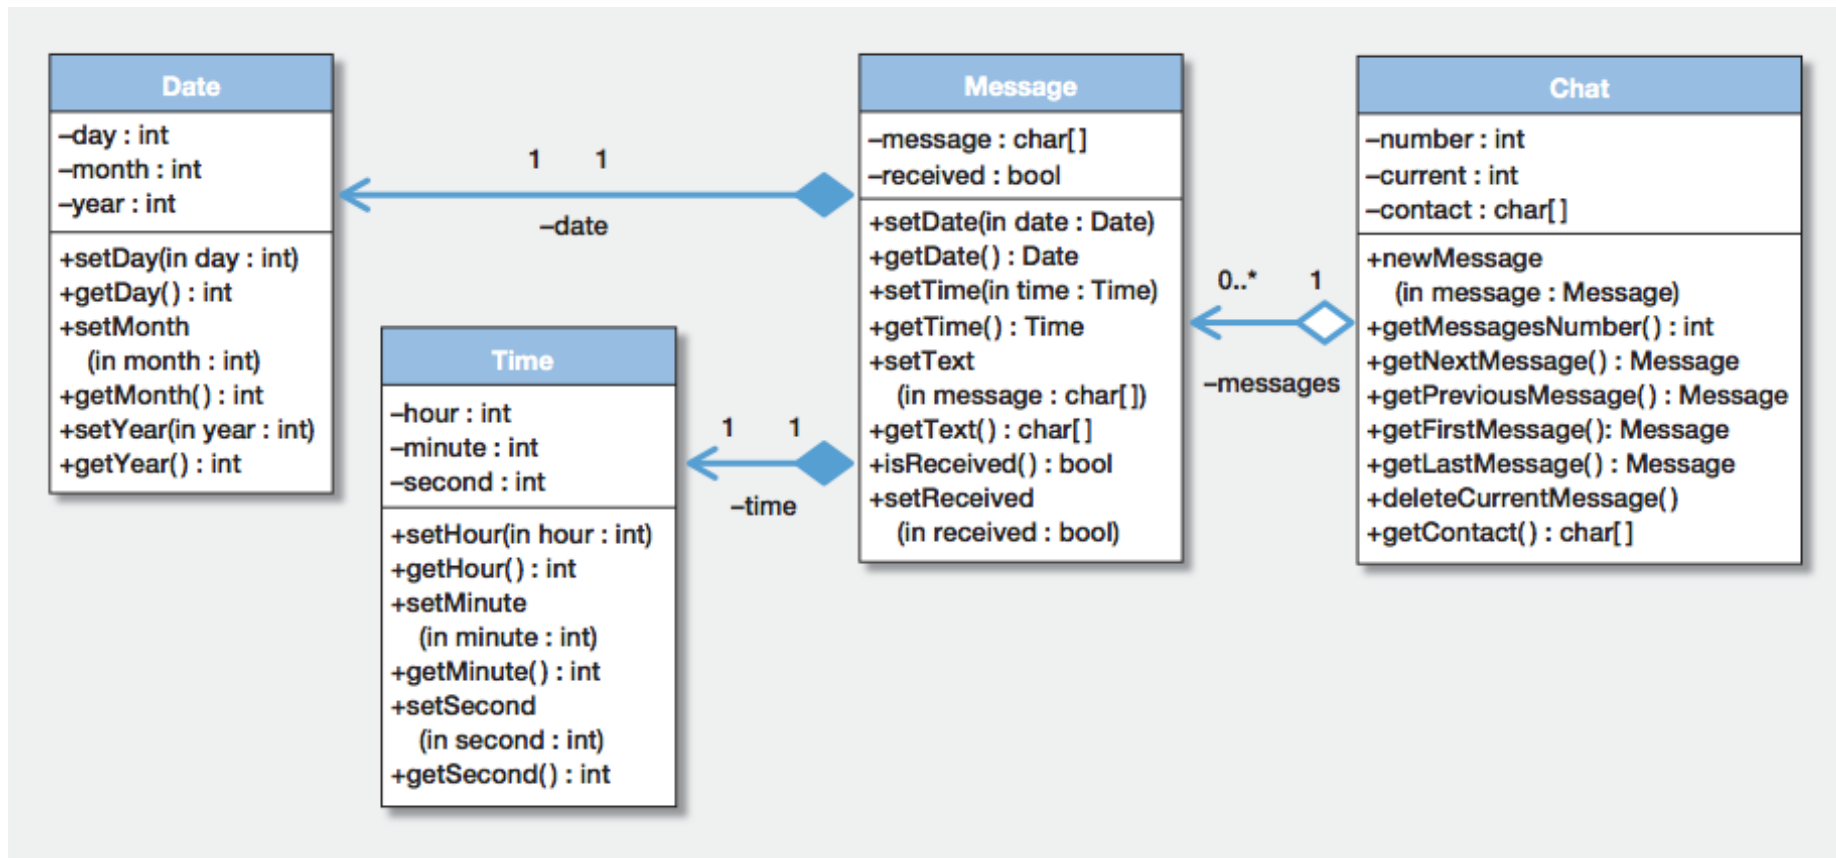 Date
–day : int
–month : int
–year : int
+setDay(in day : int)
+getDay() : int
+setMonth
(in month : int)
+getMonth() : int
+setYear(in year : int)
+getYear() : int
1 1
–date
Time
–hour : int
–minute : int
–second : int
+setHour(in hour : int)
+getHour() : int
+setMinute
(in minute : int)
+getMinute() : int
+setSecond
(in second : int)
+getSecond() : int
1 1
–time
Message
–message : char[]
–received : bool
+setDate(in date : Date)
+getDate() : Date
+setTime(in time : Time)
+getTime() : Time
+setText
(in message : char[])
+getText() : char[]
+isReceived() : bool
+setReceived
(in received : bool)
0..* 1
–messages
Chat
–number : int
–current : int
–contact : char[]
+newMessage
(in message : Message)
+getMessagesNumber() : int
+getNextMessage() : Message
+getPreviousMessage() : Message
+getFirstMessage(): Message
+getLastMessage() : Message
+deleteCurrentMessage()
+getContact() : char[]